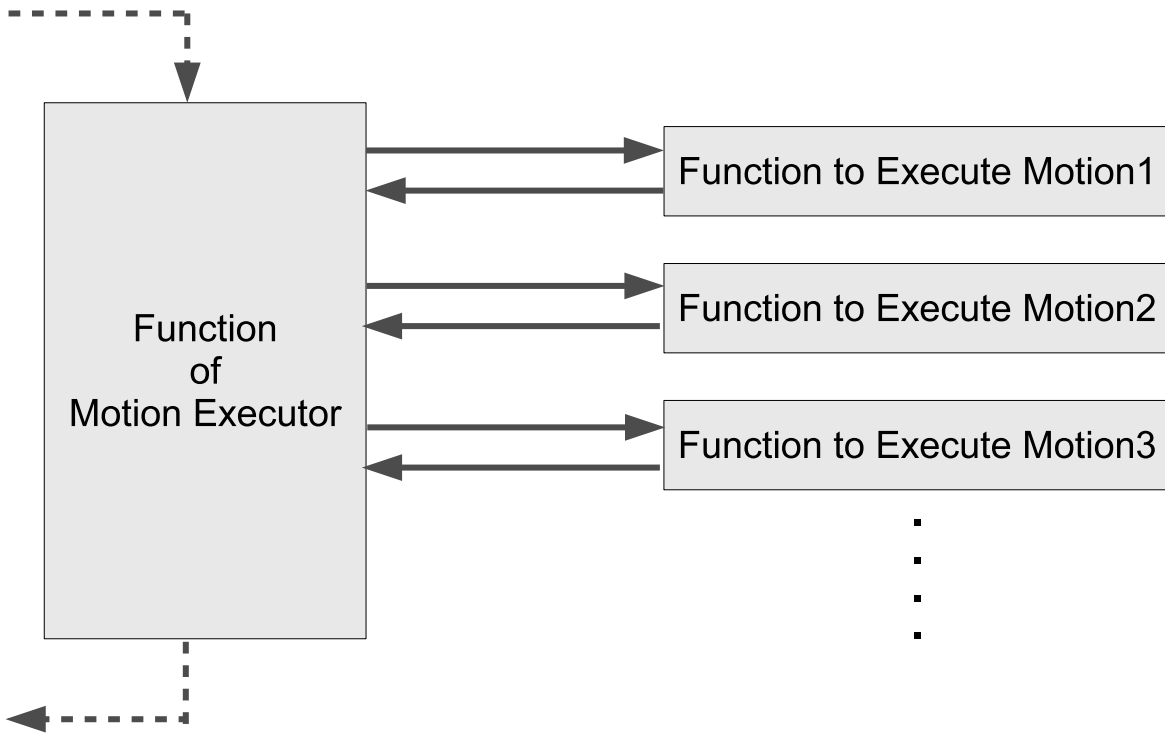 Function
of
Motion Executor
Function to Execute Motion1
Function to Execute Motion2
Function to Execute Motion3